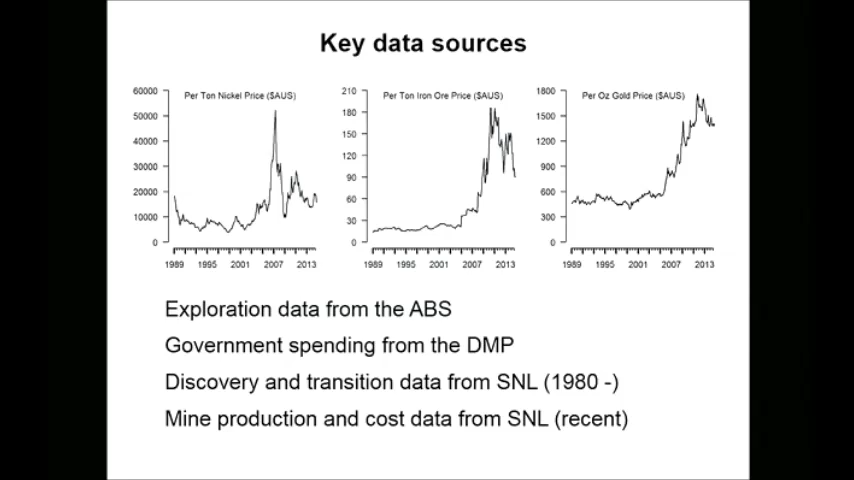 Key data sources
Per Ton Nickel Price ($AUS)
60000
50000
40000
30000
20000
10000
0
1989 1995 2001 2007 2013
Per Ton Iron Ore Price ($AUS)
210
180
150
120
90
60
30
0
1989 1995 2001 2007 2013
Per Oz Gold Price ($AUS)
1800
1500
1200
900
600
300
0
1989 1995 2001 2007 2013
Exploration data from the ABS
Government spending from the DMP
Discovery and transition data from SNL (1980 -)
Mine production and cost data from SNL (recent)